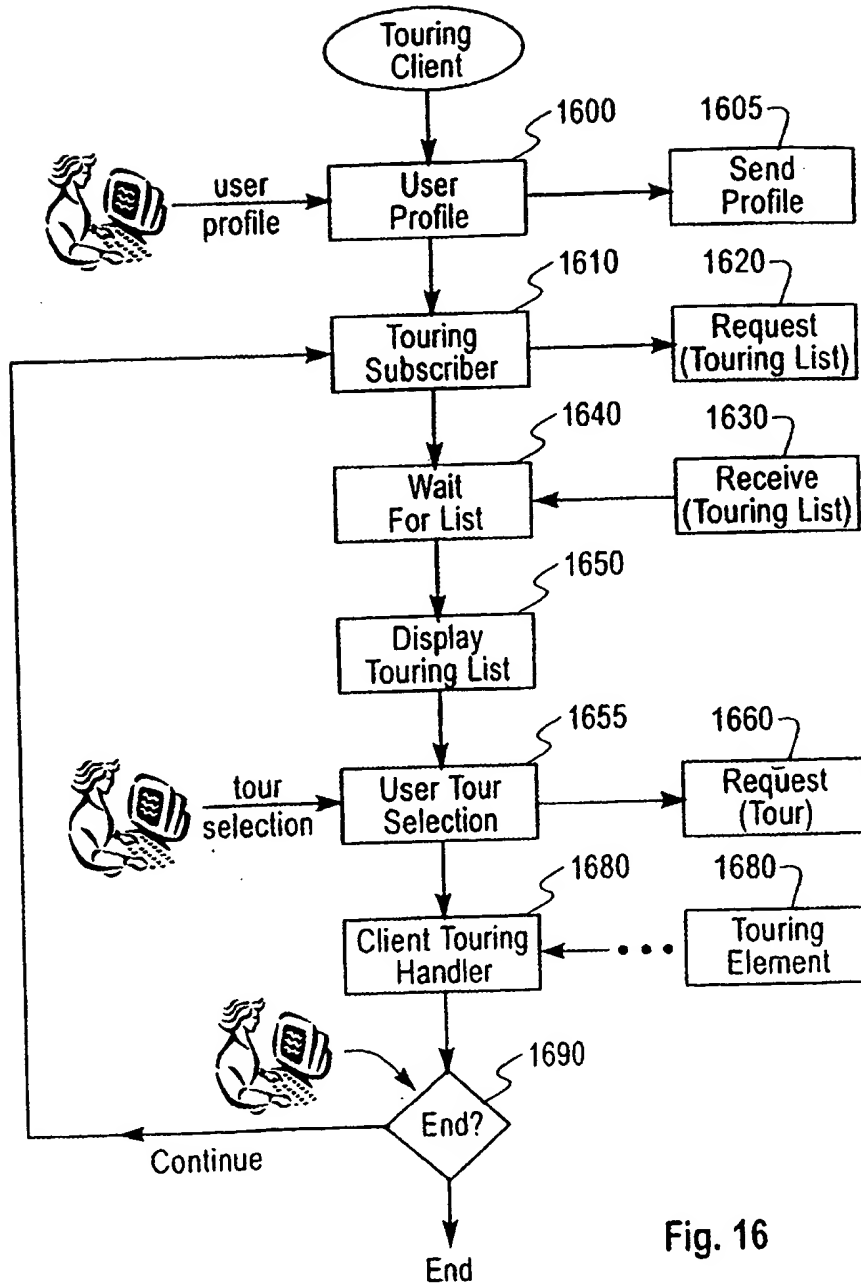 Touring
Client
1600
1605
user
profile
User
Profile
Send
Profile
1610
1620
Touring
Subscriber
Request
(Touring List)
1640
1630
Wait
For List
Receive
(Touring List)
1650
Display
Touring List
1655
1660
tour
selection
User Tour
Selection
Request
(Tour)
1680
1680
Client Touring
Handler
Touring
Element
1690
End?
Continue
End
Fig. 16